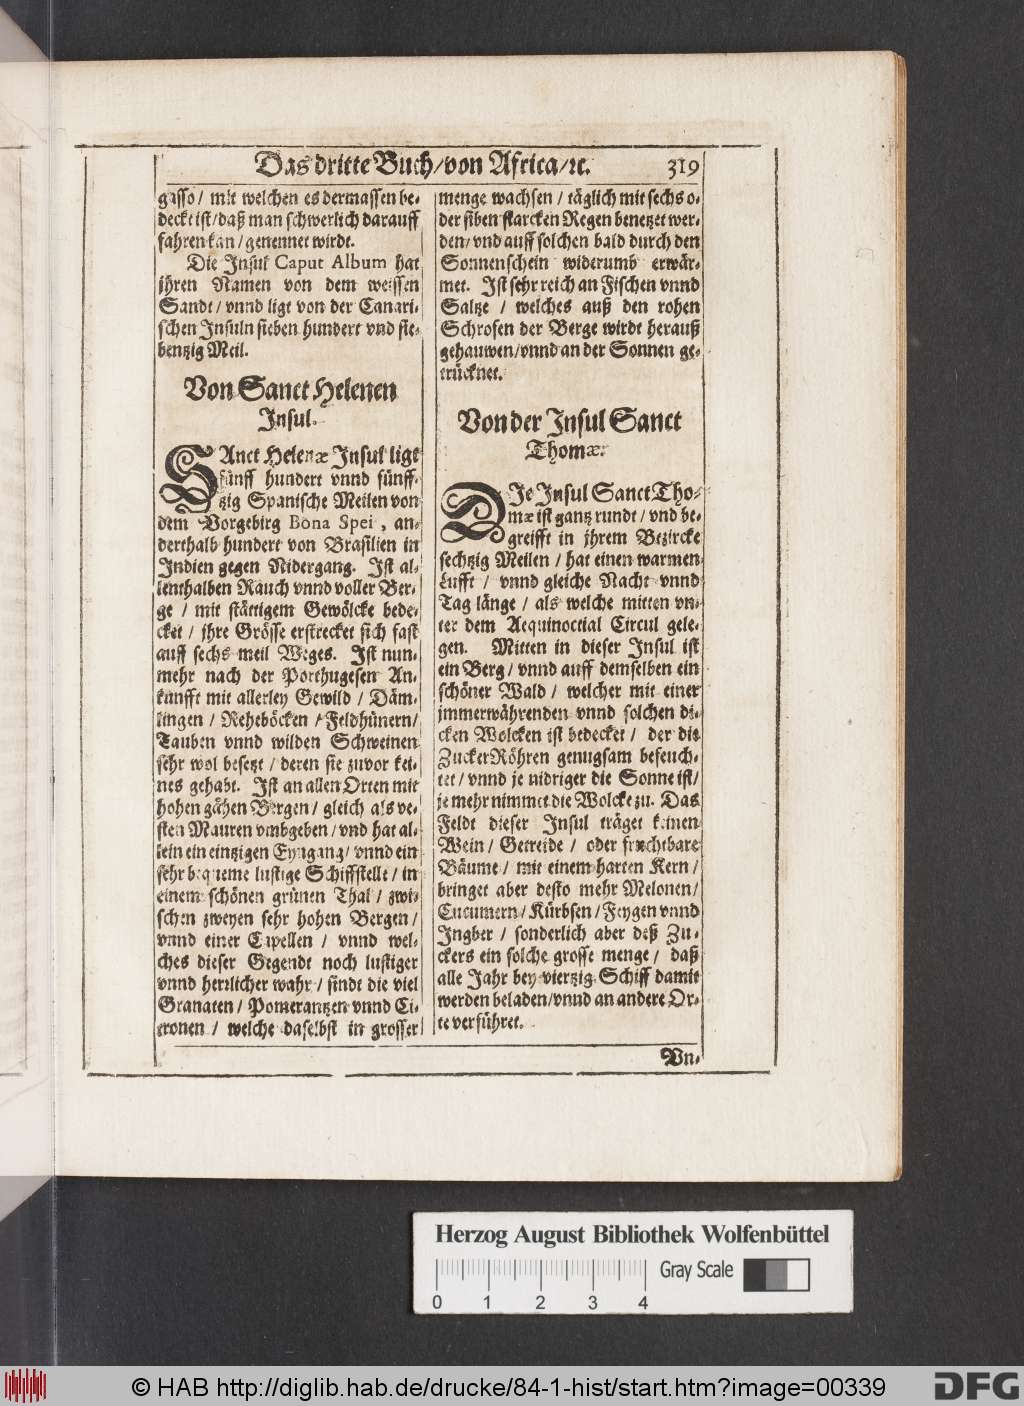 Das dritte Buch/von Africa/ꝛc. 319
gasso/ mit welchen es dermassen be-
deckt ist/ daß man schwerlich darauff
fahren kan/ genennet wirdt.
Die Insul Caput Album hat
jhren Namen von dem weissen
Sandt/ vnnd ligt von der Canari-
schen Insuln sieben hundert vnd sie-
bentzig Meil.
Von Sanct Helenen
Insul.
SAnct Helenæ Insul ligt
fünff hundert vnnd fünff-
tzig Spanische Meilen von
dem Vorgebirg Bona Spei, an-
derthalb hundert von Brasilien in
Indien gegen Nidergang. Ist al-
lenthalben Rauch vnnd voller Ber-
ge / mit stättigem Gewölcke bede-
cket / jhre Grösse erstrecket sich fast
auff sechs meil Weges. Ist nun-
mehr nach der Porthugesen An-
kunfft mit allerley Gewild / Däm-
lingen / Reheböcken / Feldhünern/
Tauben vnnd wilden Schweinen
sehr wol besetzt / deren sie zuvor kei-
nes gehabt. Ist an allen Orten mit
hohen gähen Bergen / gleich als ve-
sten Mauren vmbgeben / vnd hat al-
lein ein eintzigen Eyngang/ vnnd ein
sehr bequeme lustige Schiffstelle / in
einem schönen grünen Thal / zwi-
schen zweyen sehr hohen Bergen /
vnnd einer Capellen / vnnd wel-
ches dieser Gegendt noch lustiger
vnnd herrlicher wahr / sindt die viel
Granaten / Pomerantzen vnnd Ci-
tronen / welche daselbst in grosser
menge wachsen / täglich mit sechs o-
der siben starcken Regen benetzet wer-
den/ vnd auff solchen bald durch den
Sonnenschein widerumb erwär-
met. Ist sehr reich an Fischen vnnd
Saltze / welches auß den rohen
Schrofen der Berge wirdt herauß
gehauwen/vnnd an der Sonnen ge-
trücknet.
Von der Insul Sanct
Thomæ.
DIe Insul Sanct Tho-
mæ ist gantz rundt / vnd be-
greifft in jhrem Bezircke
sechtzig Meilen / hat einen warmen
Lufft / vnnd gleiche Nacht vnnd
Tag länge / als welche mitten vn-
ter dem Aequinoctial Circul gele-
gen. Mitten in dieser Insul ist
ein Berg / vnnd auff demselben ein
schöner Wald / welcher mit einer
jmmerwährenden vnnd solchen di-
cken Wolcken ist bedecket / der die
ZuckerRöhren genugsam befeuch-
tet / vnnd je nidriger die Sonne ist/
je mehr nimmet die Wolcke zu. Das
Feldt dieser Insul träget keinen
Wein / Getreide / oder fruchtbare
Bäume / mit einem harten Kern /
bringet aber desto mehr Melonen/
Cucumern / Kürbsen / Feygen vnnd
Ingber / sonderlich aber deß Zu-
ckers ein solche grosse menge / daß
alle Jahr bey viertzig Schiff damit
werden beladen/vnnd an andere Or-
te verführet.
Vn-
Herzog August Bibliothek Wolfenbüttel
Gray Scale
0 1 2 3 4
© HAB http://diglib.hab.de/drucke/84-1-hist/start.htm?image=00339
DFG